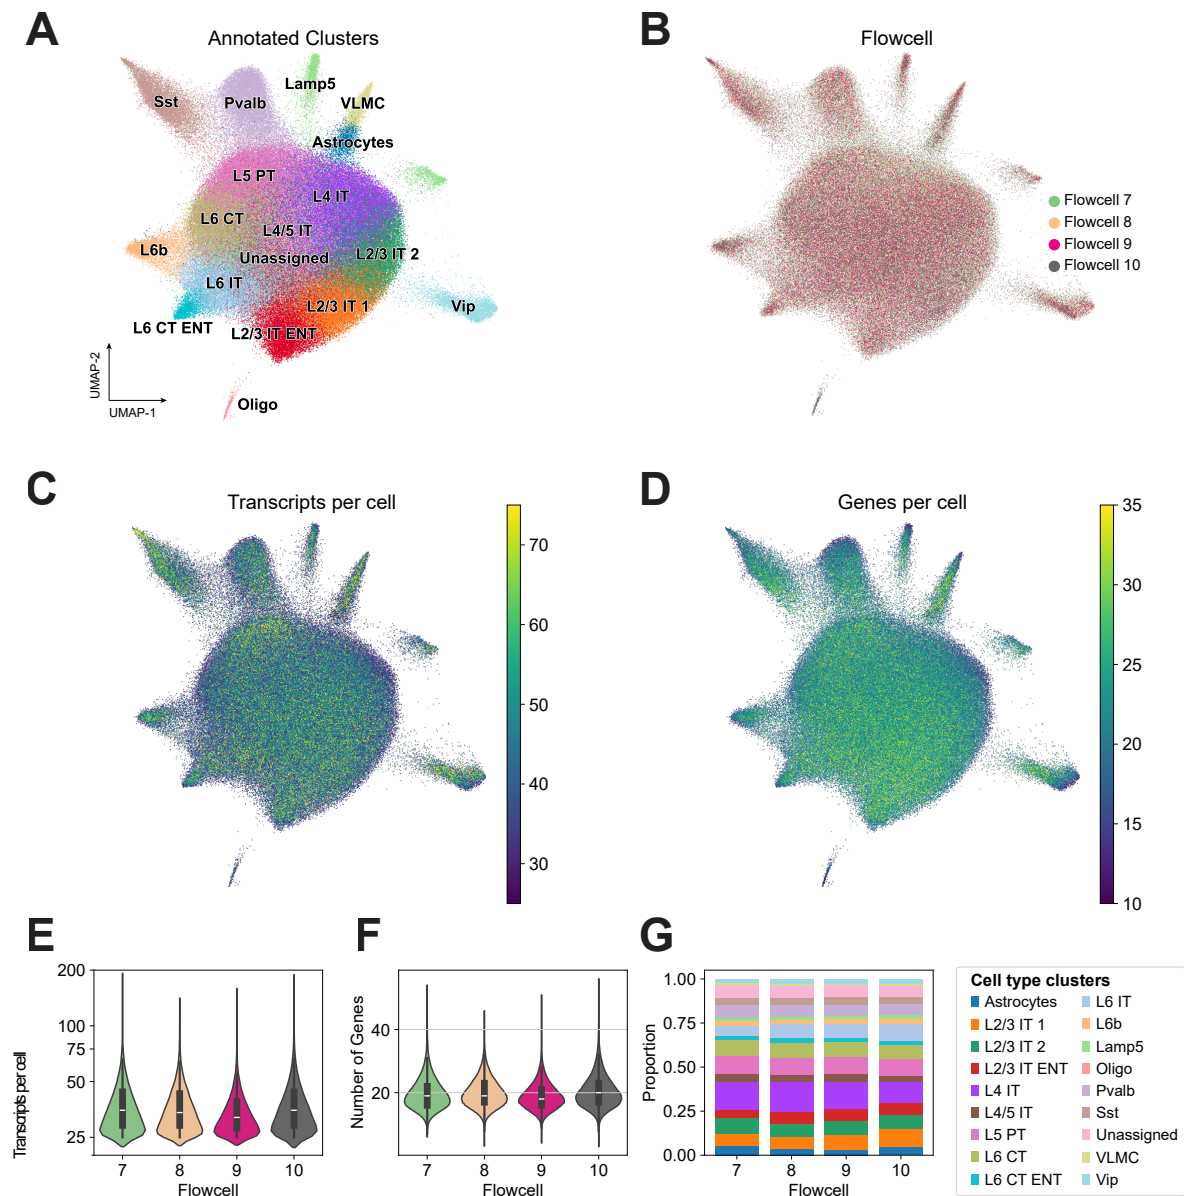 A
Annotated Clusters
Sst
Pvalb
Lamp5
VLMC
Astrocytes
L5 PT
L4 IT
L6 CT
L4/5 IT
L6b
Unassigned
L2/3 IT 2
L6 IT
L2/3 IT 1
Vip
L6 CT ENT
L2/3 IT ENT
Oligo
UMAP-2
UMAP-1
B
Flowcell
Flowcell 7
Flowcell 8
Flowcell 9
Flowcell 10
C
Transcripts per cell
70
60
50
40
30
D
Genes per cell
35
30
25
20
15
10
E
Transcripts per cell
200
100
75
50
25
7 8 9 10
Flowcell
F
Number of Genes
40
20
7 8 9 10
Flowcell
G
Proportion
1.00
0.75
0.50
0.25
0.00
7 8 9 10
Flowcell
Cell type clusters
Astrocytes
L2/3 IT 1
L2/3 IT 2
L2/3 IT ENT
L4 IT
L4/5 IT
L5 PT
L6 CT
L6 CT ENT
L6 IT
L6b
Lamp5
Oligo
Pvalb
Sst
Unassigned
VLMC
Vip